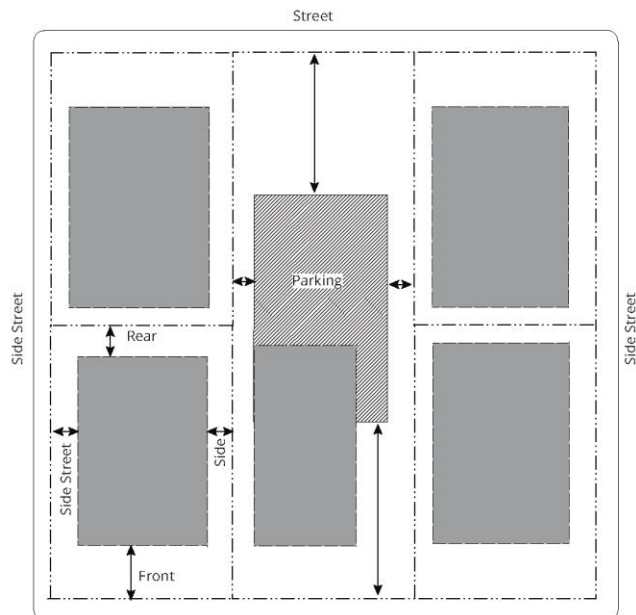 Street
Parking
Side Street
Side Street
Rear
Side Street
Side
Front